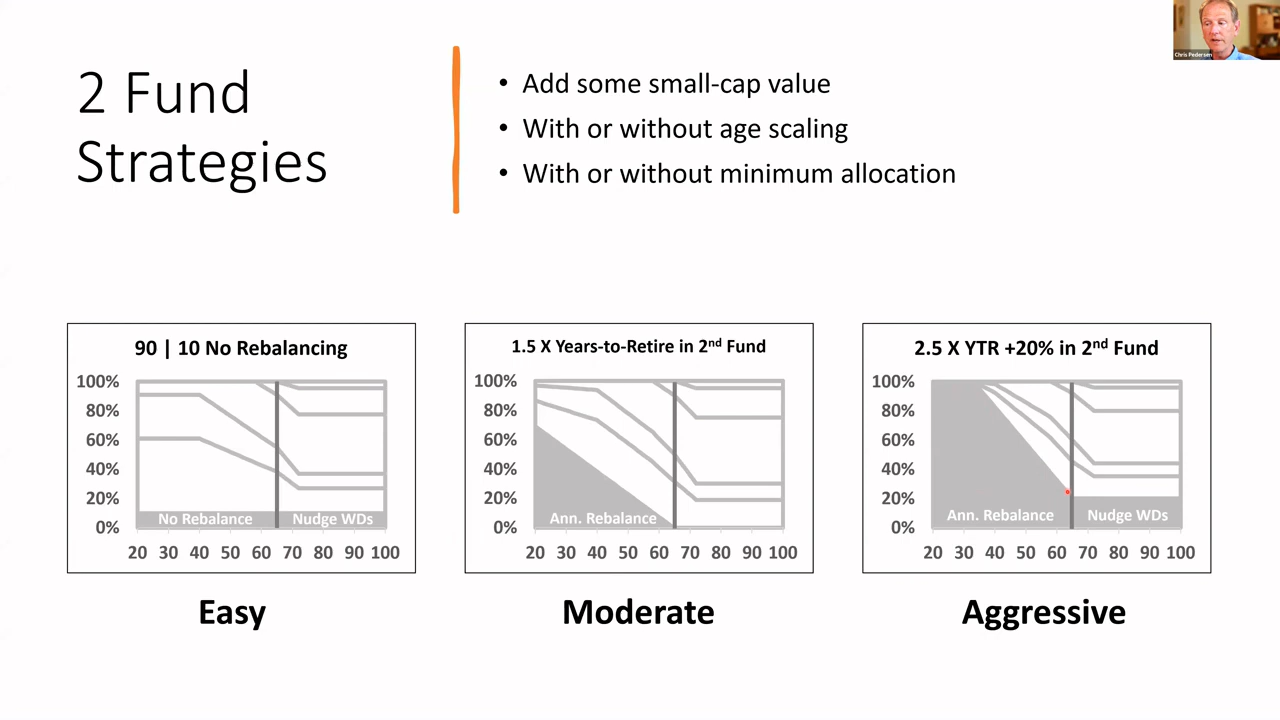 2 Fund
Strategies
• Add some small-cap value
• With or without age scaling
• With or without minimum allocation
Chris Pedersen
90 | 10 No Rebalancing
100%
80%
60%
40%
20%
0%
No Rebalance
Nudge WDs
20 30 40 50 60 70 80 90 100
Easy
1.5 X Years-to-Retire in 2nd Fund
100%
80%
60%
40%
20%
0%
Ann. Rebalance
20 30 40 50 60 70 80 90 100
Moderate
2.5 X YTR +20% in 2nd Fund
100%
80%
60%
40%
20%
0%
Ann. Rebalance
Nudge WDs
20 30 40 50 60 70 80 90 100
Aggressive